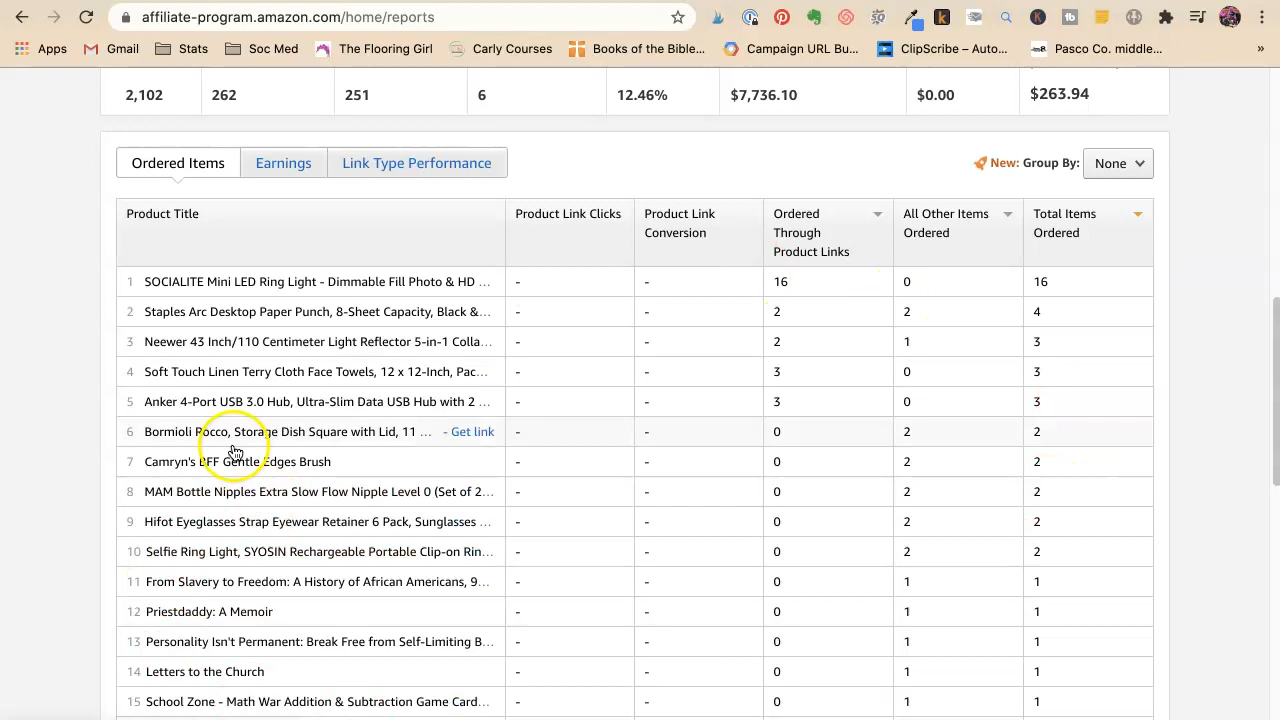 affiliate-program.amazon.com/home/reports
Apps Gmail Stats Soc Med The Flooring Girl Carly Courses Books of the Bible... Campaign URL Bu... ClipScribe – Auto... Pasco Co. middle... »
2,102 262 251 6 12.46% $7,736.10 $0.00 $263.94
Ordered Items Earnings Link Type Performance New: Group By: None
Product Title Product Link Clicks Product Link Conversion Ordered Through Product Links All Other Items Ordered Total Items Ordered
1 SOCIALITE Mini LED Ring Light - Dimmable Fill Photo & HD ... - - 16 0 16
2 Staples Arc Desktop Paper Punch, 8-Sheet Capacity, Black &... - - 2 2 4
3 Neewer 43 Inch/110 Centimeter Light Reflector 5-in-1 Colla... - - 2 1 3
4 Soft Touch Linen Terry Cloth Face Towels, 12 x 12-Inch, Pac... - - 3 0 3
5 Anker 4-Port USB 3.0 Hub, Ultra-Slim Data USB Hub with 2 ... - - 3 0 3
6 Bormioli Rocco, Storage Dish Square with Lid, 11 ... - Get link - - 0 2 2
7 Camryn's BFF Gentle Edges Brush - - 0 2 2
8 MAM Bottle Nipples Extra Slow Flow Nipple Level 0 (Set of 2... - - 0 2 2
9 Hifot Eyeglasses Strap Eyewear Retainer 6 Pack, Sunglasses ... - - 0 2 2
10 Selfie Ring Light, SYOSIN Rechargeable Portable Clip-on Rin... - - 0 2 2
11 From Slavery to Freedom: A History of African Americans, 9... - - 0 1 1
12 Priestdaddy: A Memoir - - 0 1 1
13 Personality Isn't Permanent: Break Free from Self-Limiting B... - - 0 1 1
14 Letters to the Church - - 0 1 1
15 School Zone - Math War Addition & Subtraction Game Card... - - 0 1 1